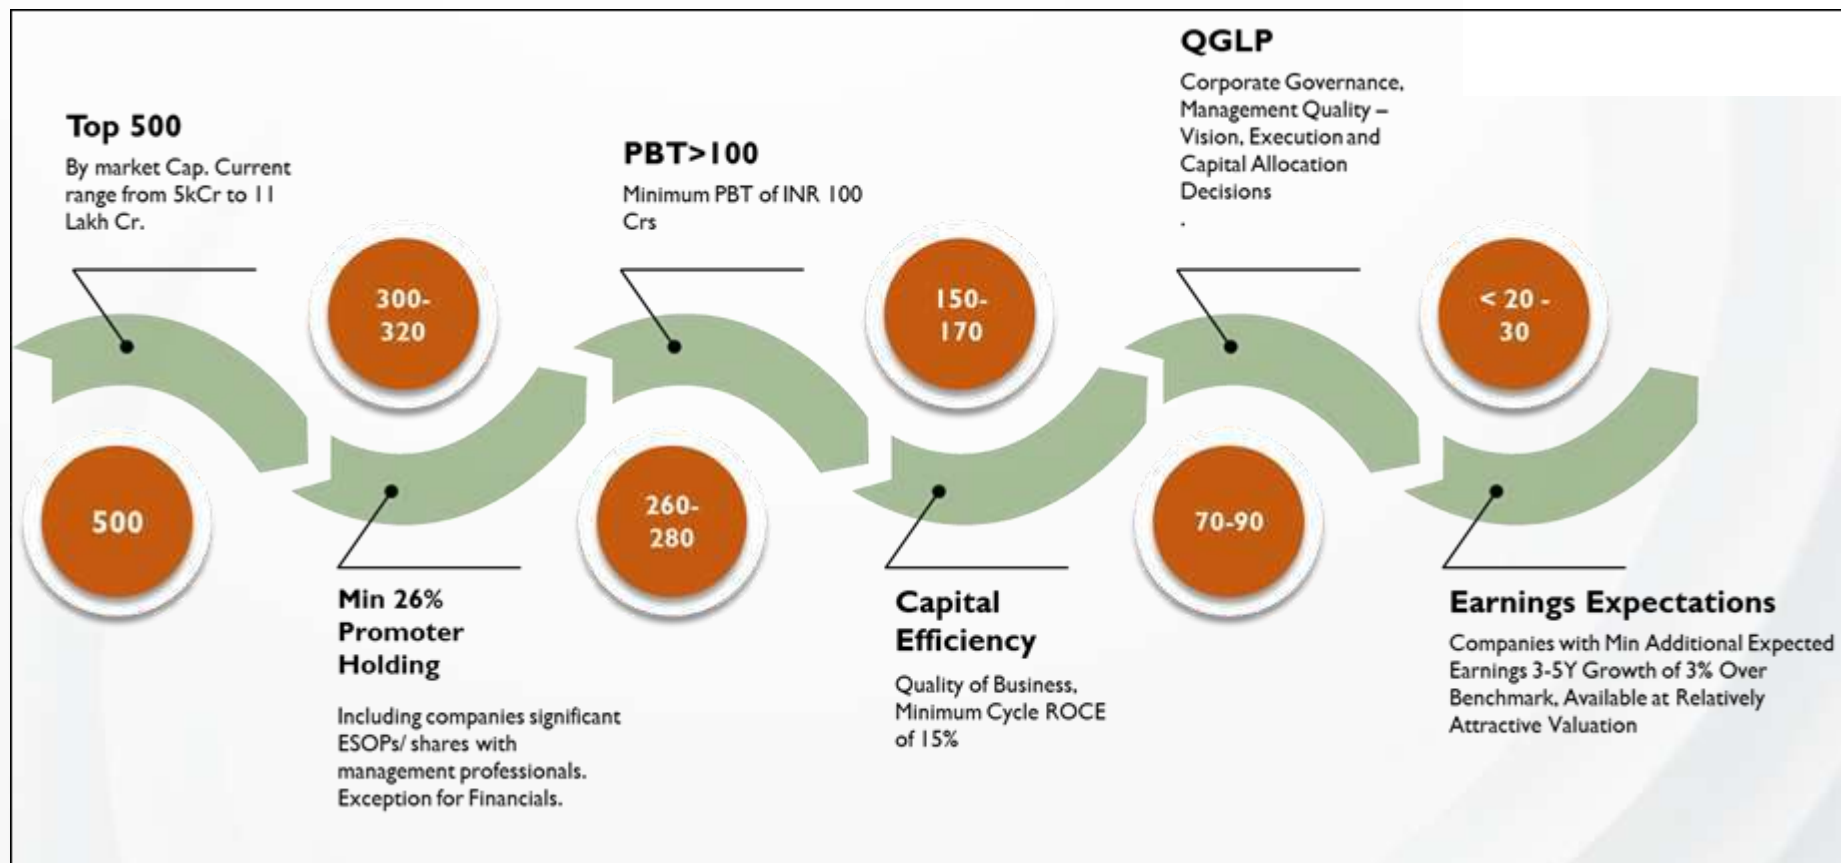 Top 500
By market Cap. Current
range from 5kCr to 11
Lakh Cr.
500
300-
320
Min 26%
Promoter
Holding
Including companies significant
ESOPs/ shares with
management professionals.
Exception for Financials.
PBT>100
Minimum PBT of INR 100
Crs
260-
280
150-
170
Capital
Efficiency
Quality of Business,
Minimum Cycle ROCE
of 15%
QGLP
Corporate Governance,
Management Quality –
Vision, Execution and
Capital Allocation
Decisions
.
70-90
< 20 -
30
Earnings Expectations
Companies with Min Additional Expected
Earnings 3-5Y Growth of 3% Over
Benchmark, Available at Relatively
Attractive Valuation